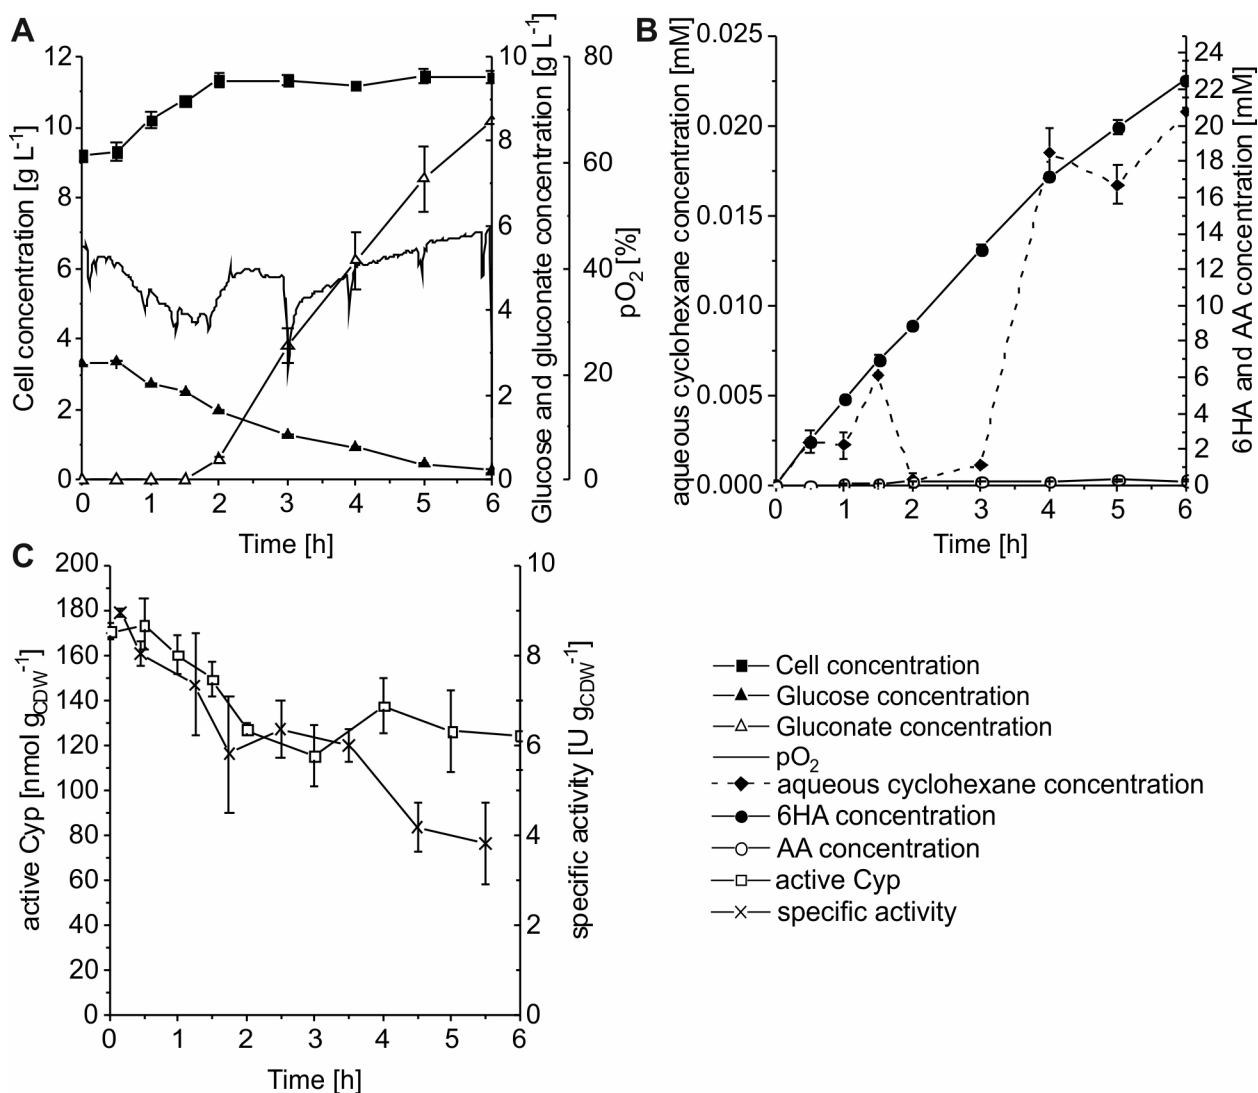 A
Cell concentration [g L-1]
12
10
8
6
4
2
0
0 1 2 3 4 5 6
Time [h]
10
8
6
4
2
0
Glucose and gluconate concentration [g L-1]
80
60
40
20
0
pO2 [%]
B
aqueous cyclohexane concentration [mM]
0.025
0.020
0.015
0.010
0.005
0.000
0 1 2 3 4 5 6
Time [h]
24
22
20
18
16
14
12
10
8
6
4
2
0
6HA and AA concentration [mM]
C
active Cyp [nmol gCDW-1]
200
180
160
140
120
100
80
60
40
20
0
0 1 2 3 4 5 6
Time [h]
10
8
6
4
2
0
specific activity [U gCDW-1]
Cell concentration
Glucose concentration
Gluconate concentration
pO2
aqueous cyclohexane concentration
6HA concentration
AA concentration
active Cyp
specific activity